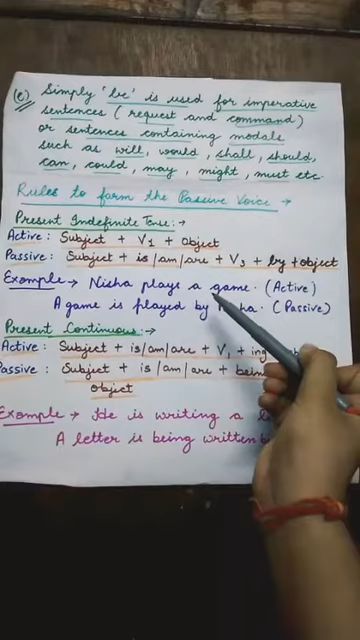 (e) Simply 'be' is used for imperative
sentences (request and command)
or sentences containing modals
such as will, would, shall, should,
can, could, may, might, must etc.
Rules to form the Passive Voice →
Present Indefinite Tense:→
Active: Subject + V1 + object
Passive: Subject + is/am/are + V3 + by + object
Example → Nisha plays a game. (Active)
A game is played by Nisha. (Passive)
Present Continuous:→
Active: Subject + is/am/are + V1 + ing
Passive: Subject + is/am/are +
object
Example → He is writing a
A letter is being written